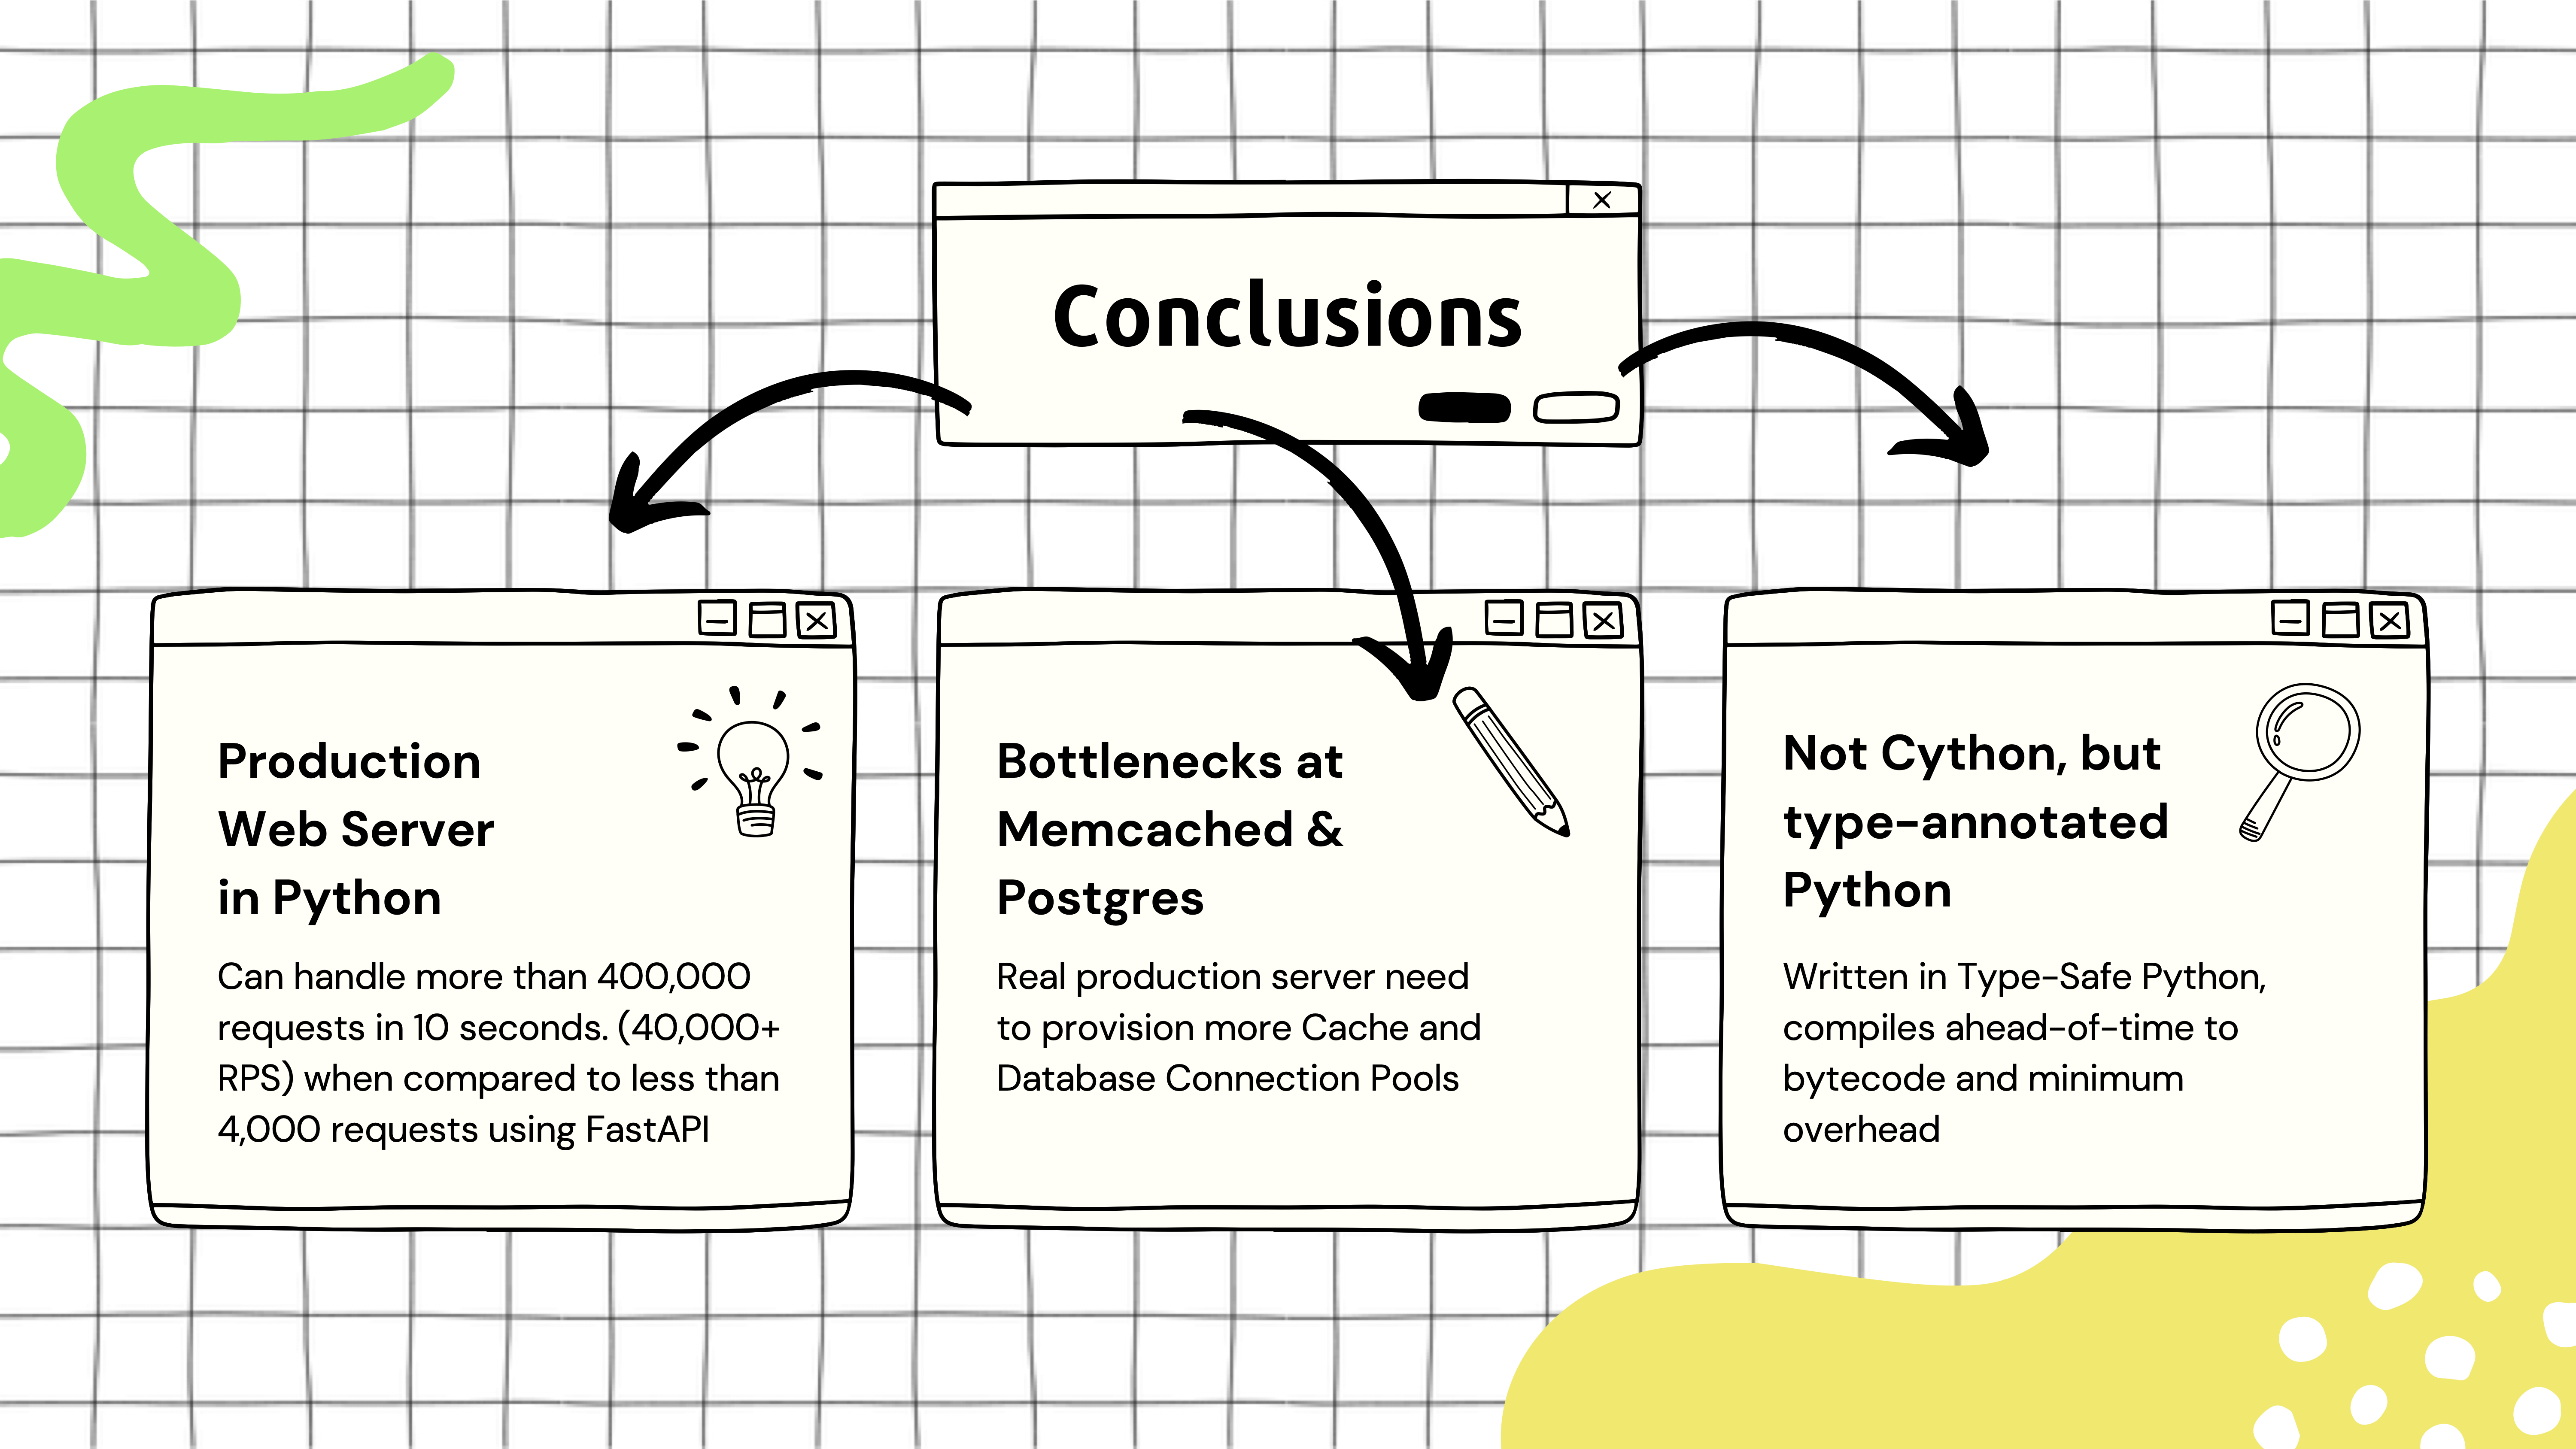 Conclusions
Production
Web Server
in Python
Can handle more than 400,000
requests in 10 seconds. (40,000+
RPS) when compared to less than
4,000 requests using FastAPI
Bottlenecks at
Memcached &
Postgres
Real production server need
to provision more Cache and
Database Connection Pools
Not Cython, but
type-annotated
Python
Written in Type-Safe Python,
compiles ahead-of-time to
bytecode and minimum
overhead